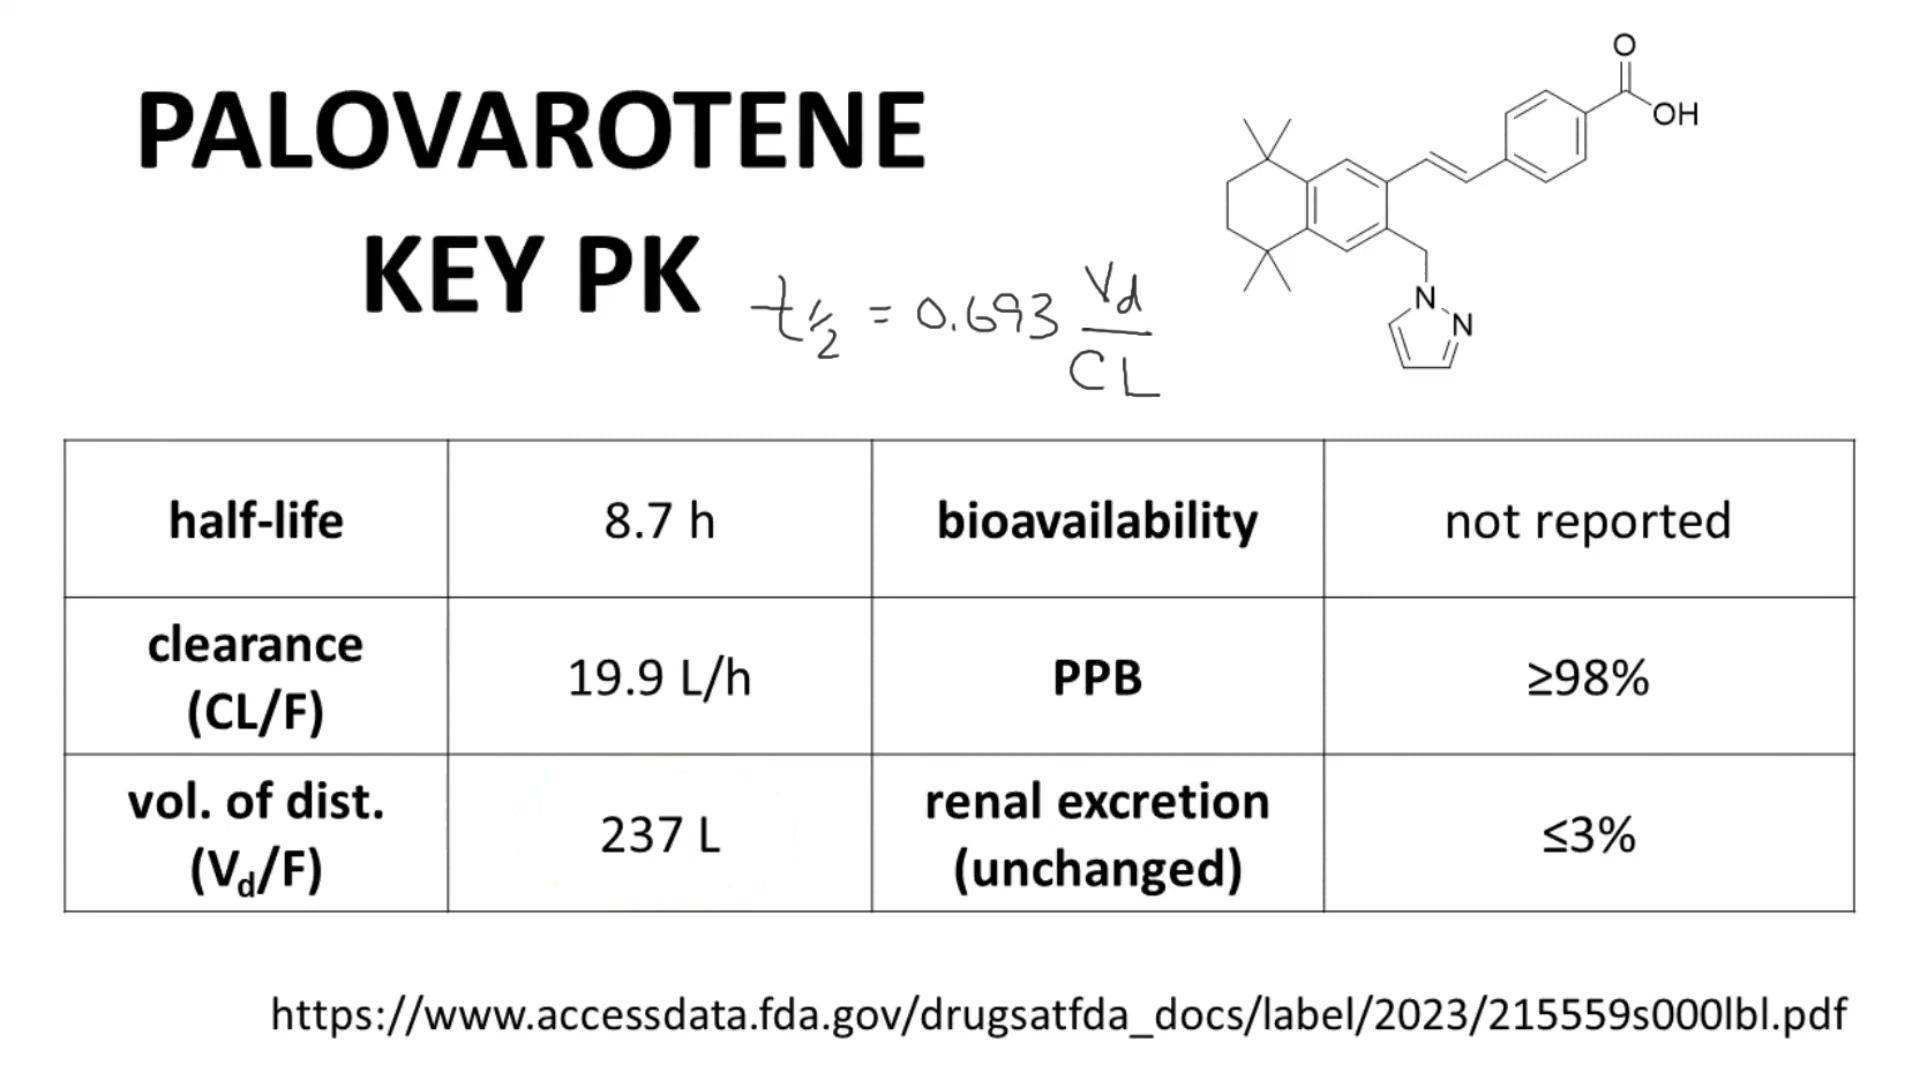 PALOVAROTENE
KEY PK
t½ = 0.693 Vd
CL
O
OH
N
N
half-life
8.7 h
bioavailability
not reported
clearance
(CL/F)
19.9 L/h
PPB
≥98%
vol. of dist.
(Vd/F)
237 L
renal excretion
(unchanged)
≤3%
https://www.accessdata.fda.gov/drugsatfda_docs/label/2023/215559s000lbl.pdf